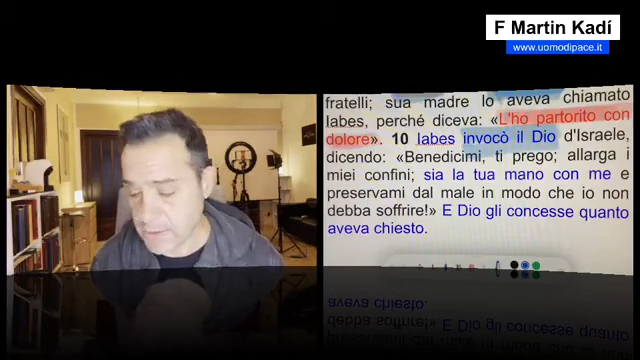 F Martin Kadí
www.uomodipace.it
fratelli; sua madre lo aveva chiamato
Iabes, perché diceva: «L'ho partorito con
dolore». 10 Iabes invocò il Dio d'Israele,
dicendo: «Benedicimi, ti prego; allarga i
miei confini; sia la tua mano con me e
preservami dal male in modo che io non
debba soffrire!» E Dio gli concesse quanto
aveva chiesto.